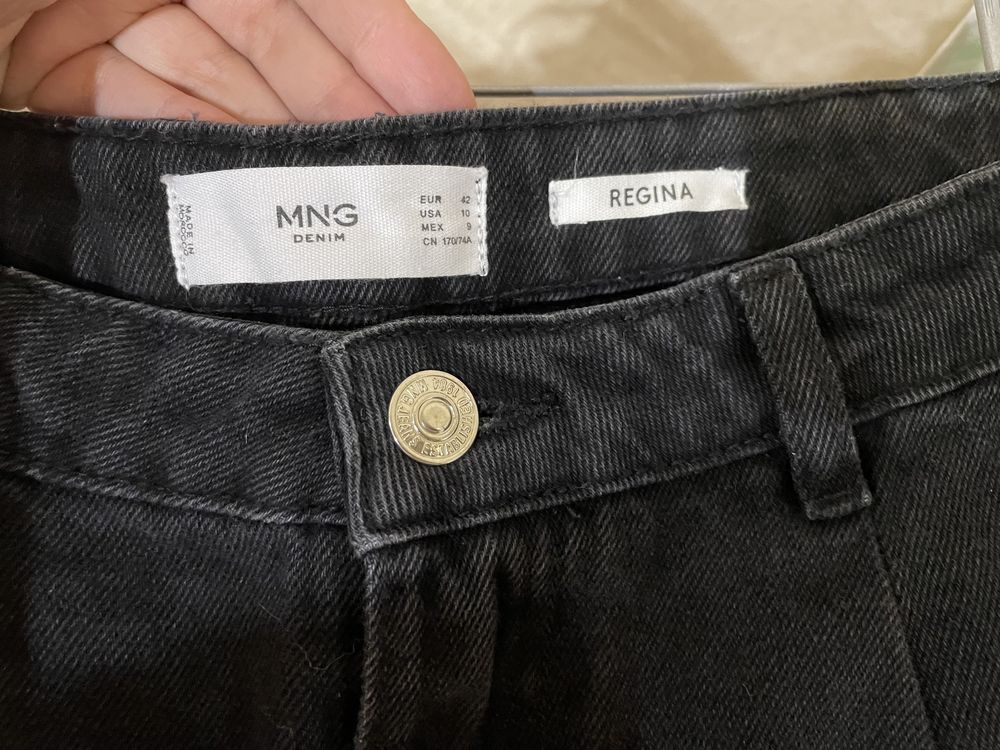 MADE IN
MOROCCO
MNG
DENIM
EUR 42
USA 10
MEX 9
CN 170/74A
REGINA